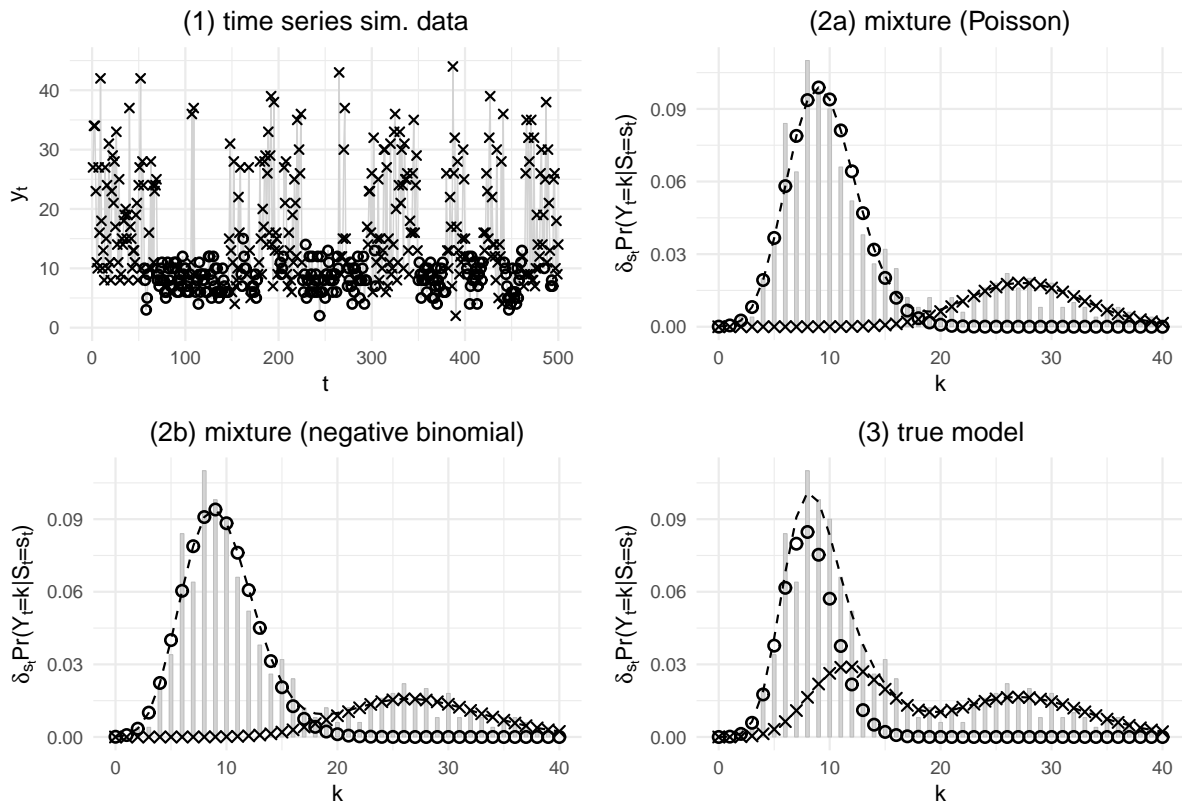 (1) time series sim. data
y_t
40
30
20
10
0
0 100 200 300 400 500
t
(2a) mixture (Poisson)
δ_{s_t}Pr(Y_t=k|S_t=s_t)
0.09
0.06
0.03
0.00
0 10 20 30 40
k
(2b) mixture (negative binomial)
δ_{s_t}Pr(Y_t=k|S_t=s_t)
0.09
0.06
0.03
0.00
0 10 20 30 40
k
(3) true model
δ_{s_t}Pr(Y_t=k|S_t=s_t)
0.09
0.06
0.03
0.00
0 10 20 30 40
k